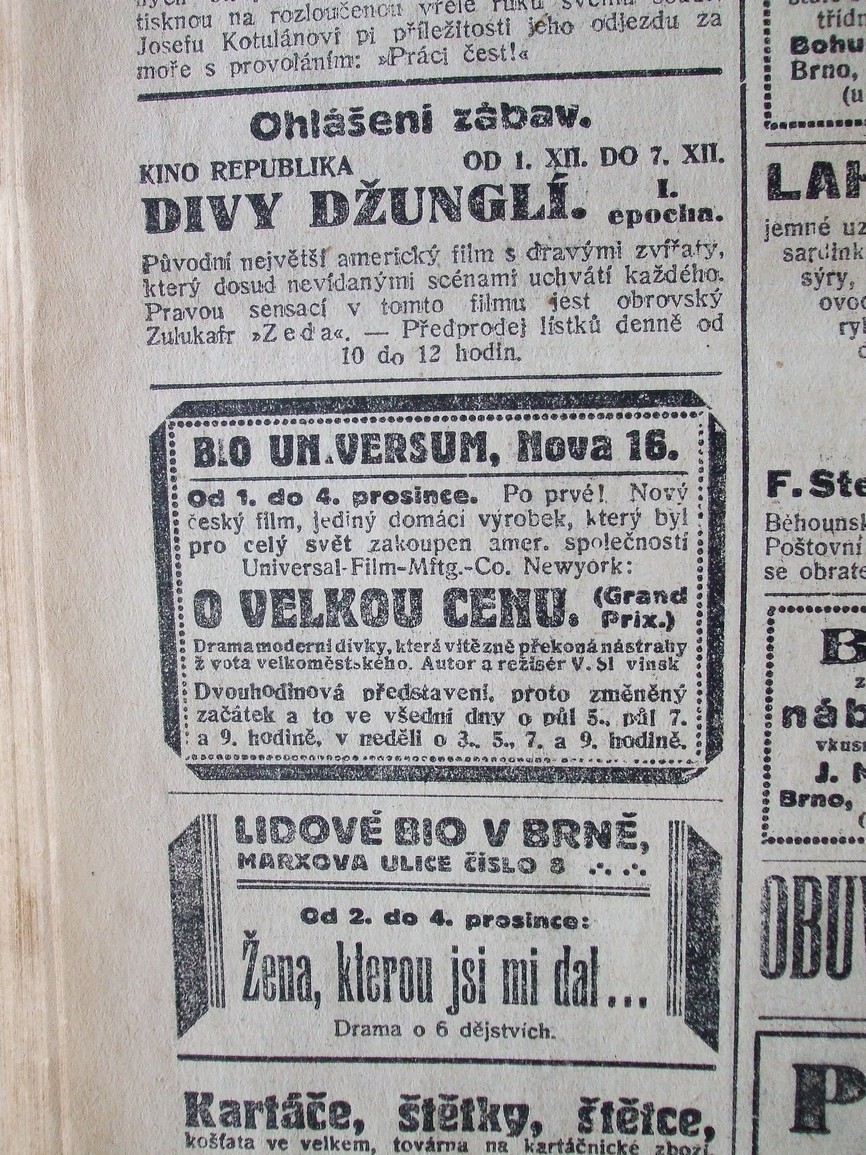 tisknou na rozloučenou vřele ruku svému
Josefu Kotulánovi pi příležitosti jeho odjezdu za
moře s provoláním: »Práci čest!«
Ohlášení zábav.
KINO REPUBLIKA OD 1. XII. DO 7. XII.
DIVY DŽUNGLÍ. I. epocha.
Původní největší americký film s dravými zvířaty,
který dosud nevídanými scénami uchvátí každého.
Pravou sensací v tomto filmu jest obrovský
Zulukafr »Zeda«. — Předprodej lístků denně od
10 do 12 hodin.
BIO UNIVERSUM, Nova 16.
Od 1. do 4. prosince. Po prvé! Nový
český film, jediný domácí výrobek, který byl
pro celý svět zakoupen amer. společností
Universal-Film-Mftg.-Co. Newyork:
O VELKOU CENU. (Grand Prix.)
Drama moderní dívky, která vítězně překoná nástrahy
ž vota velkoměstského. Autor a režisér V. Sl vinsk
Dvouhodinová představení, proto změněný
začátek a to ve všední dny o půl 5., půl 7.
a 9. hodině, v neděli o 3., 5., 7. a 9. hodině.
LIDOVÉ BIO V BRNĚ,
MARXOVA ULICE ČÍSLO 8 .·. .·.
Od 2. do 4. prosince:
Žena, kterou jsi mi dal...
Drama o 6 dějstvích.
Kartáče, štětky, štětce,
košťata ve velkém, továrna na kartáčnické zboží,
třídn
Bohu
Brno,
(u
LAH
jemné uz
sardink
sýry,
ovoc
ry
F. Ste
Běhounsk
Poštovní
se obrate
B
z
náb
vkus
J. N
Brno,
(
OBUV
P